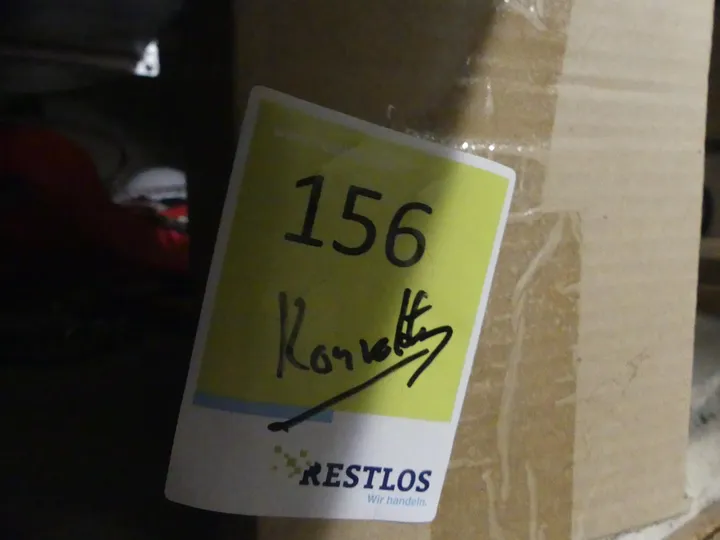 156
Konvolut
RESTLOS
Wir handeln.